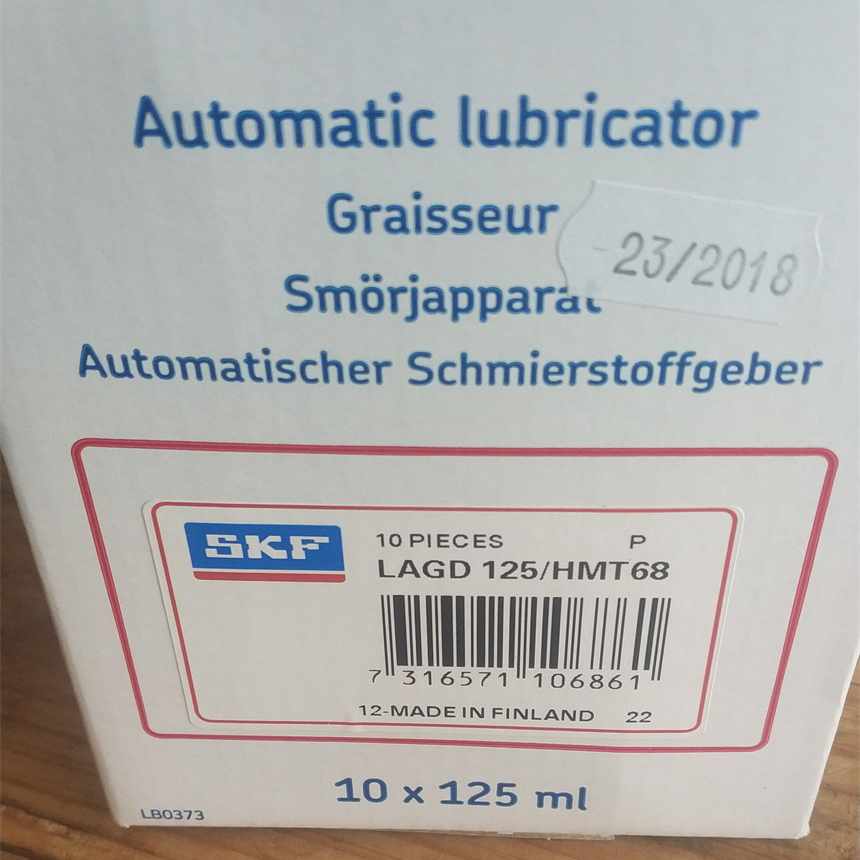 Automatic lubricator
Graisseur
-23/2018
Smörjapparat
Automatischer Schmierstoffgeber
SKF
10 PIECES P
LAGD 125/HMT68
7 316571 106861
12-MADE IN FINLAND 22
10 x 125 ml
LB0373